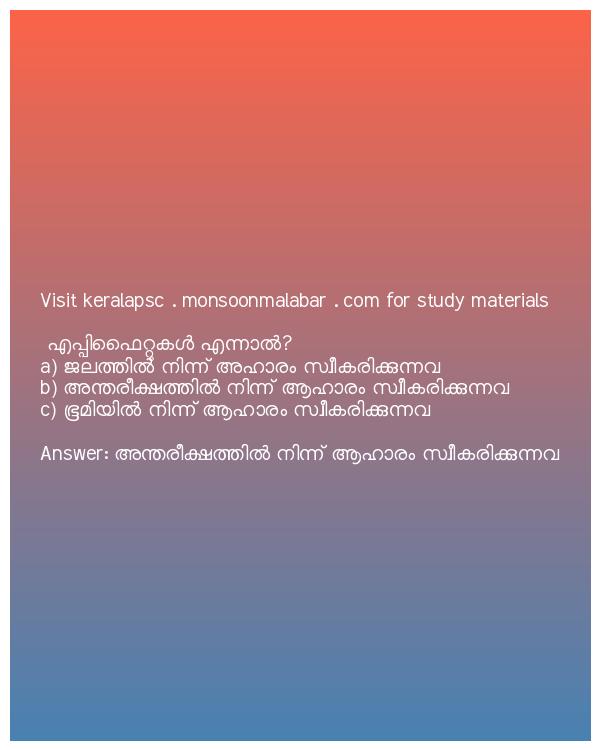 Visit keralapsc . monsoonmalabar . com for study materials
എപ്പിഫൈറ്റുകൾ എന്നാൽ?
a) ജലത്തിൽ നിന്ന് അഹാരം സ്വീകരിക്കുന്നവ
b) അന്തരീക്ഷത്തിൽ നിന്ന് ആഹാരം സ്വീകരിക്കുന്നവ
c) ഭൂമിയിൽ നിന്ന് ആഹാരം സ്വീകരിക്കുന്നവ
Answer: അന്തരീക്ഷത്തിൽ നിന്ന് ആഹാരം സ്വീകരിക്കുന്നവ